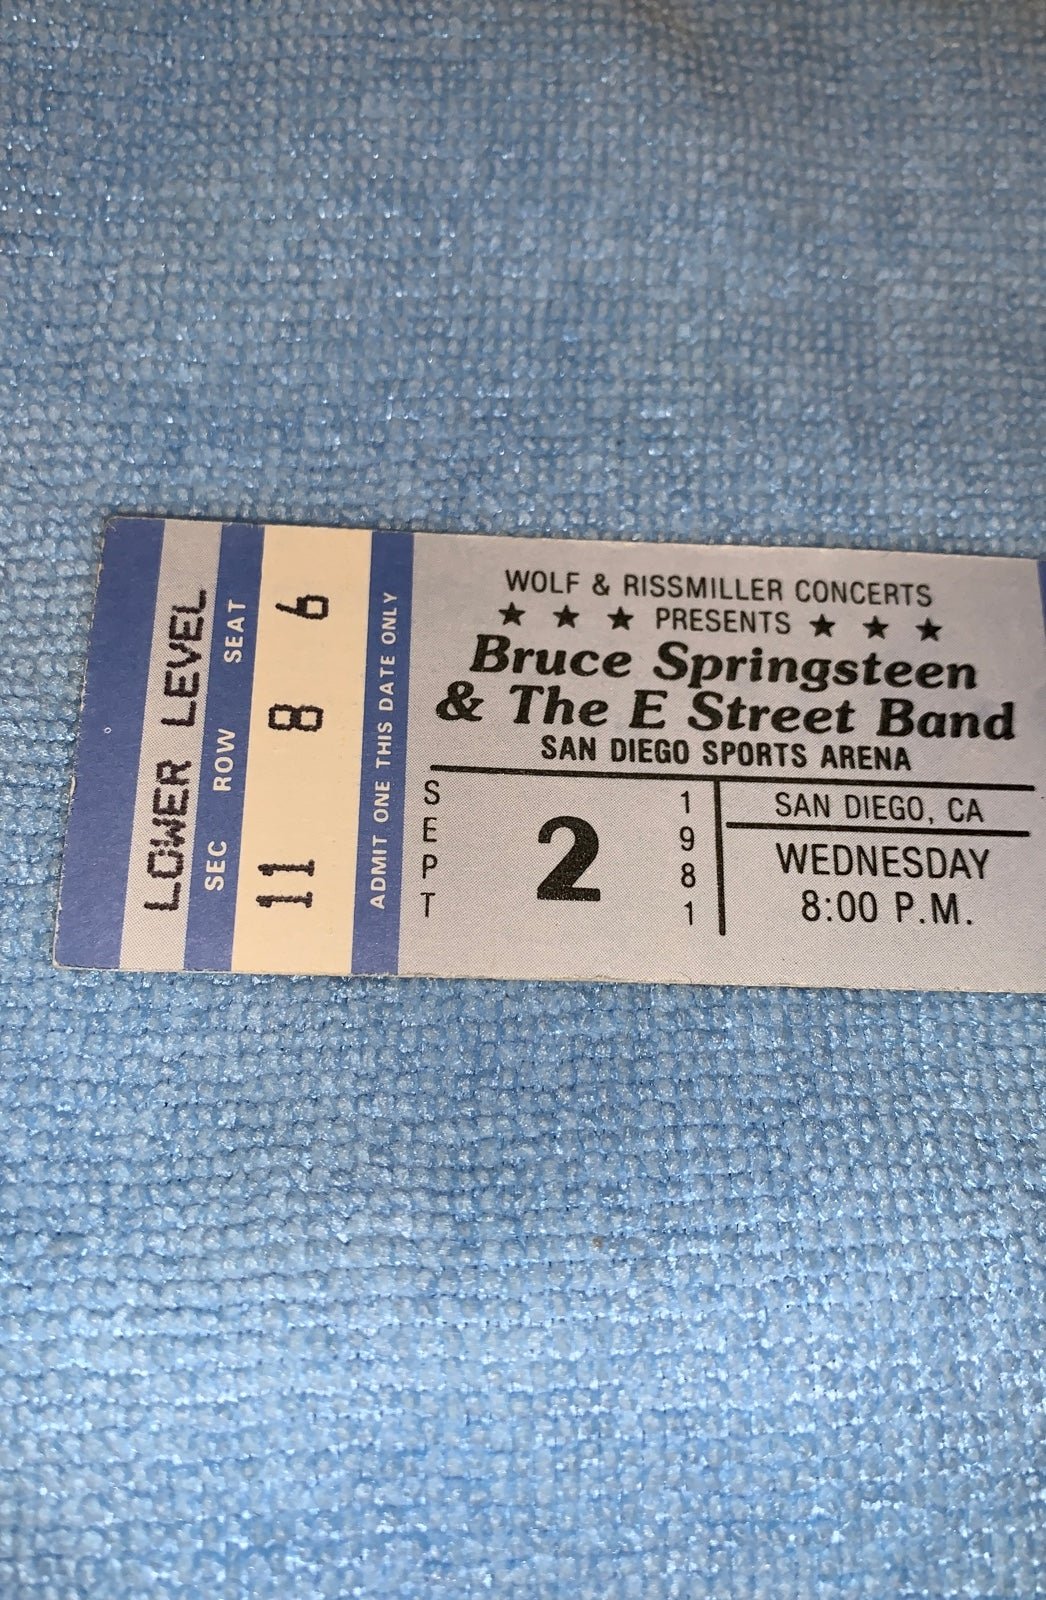 LOWER LEVEL
SEC ROW SEAT
11 8 6
ADMIT ONE THIS DATE ONLY
WOLF & RISSMILLER CONCERTS
★ ★ ★ PRESENTS ★ ★ ★
Bruce Springsteen
& The E Street Band
SAN DIEGO SPORTS ARENA
SEPT
2
1981
SAN DIEGO, CA
WEDNESDAY
8:00 P.M.